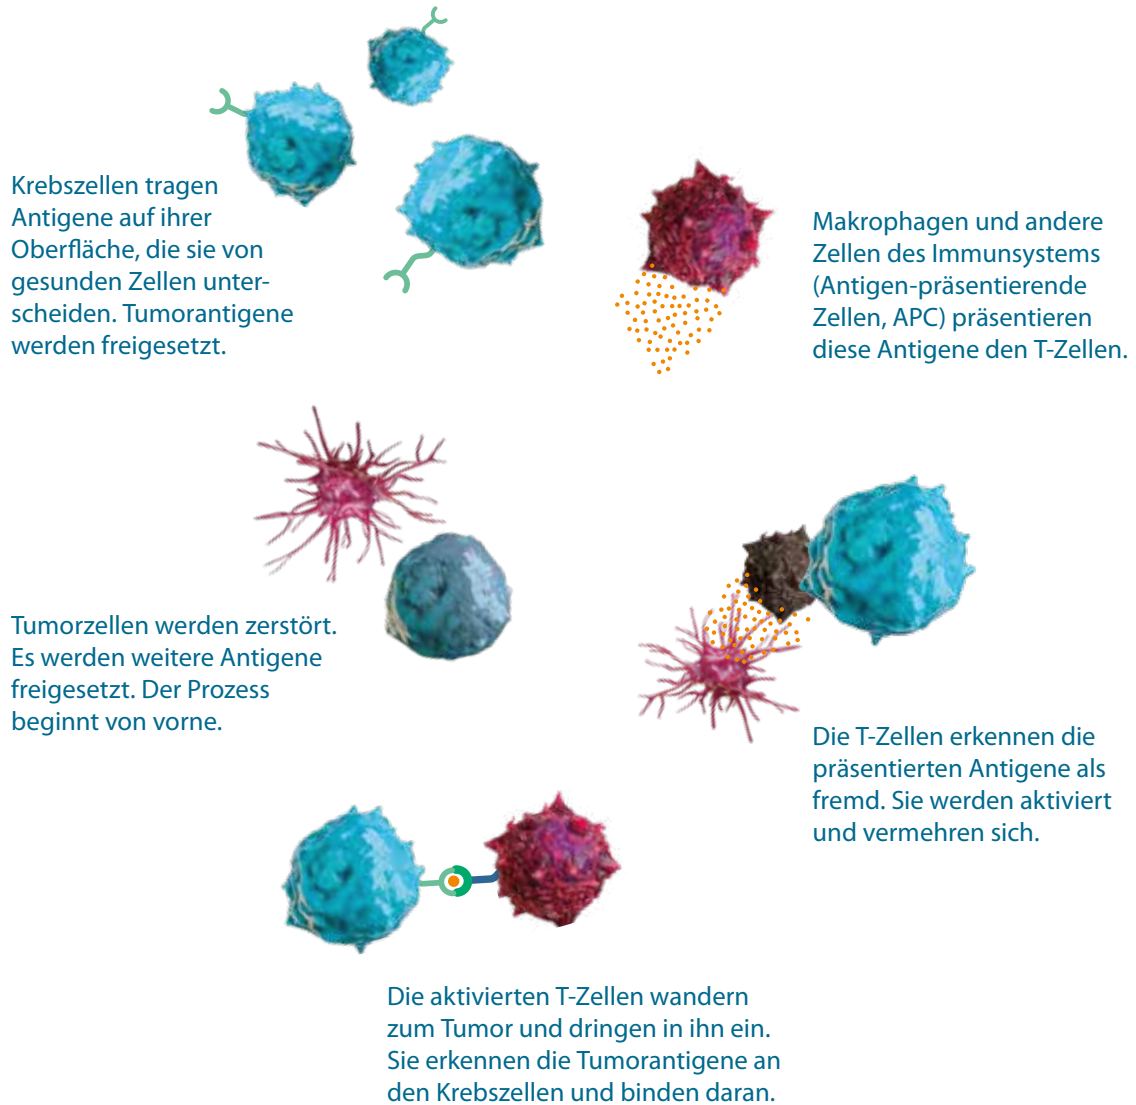 Krebszellen tragen
Antigene auf ihrer
Oberfläche, die sie von
gesunden Zellen unter-
scheiden. Tumorantigene
werden freigesetzt.
Makrophagen und andere
Zellen des Immunsystems
(Antigen-präsentierende
Zellen, APC) präsentieren
diese Antigene den T-Zellen.
Die T-Zellen erkennen die
präsentierten Antigene als
fremd. Sie werden aktiviert
und vermehren sich.
Die aktivierten T-Zellen wandern
zum Tumor und dringen in ihn ein.
Sie erkennen die Tumorantigene an
den Krebszellen und binden daran.
Tumorzellen werden zerstört.
Es werden weitere Antigene
freigesetzt. Der Prozess
beginnt von vorne.